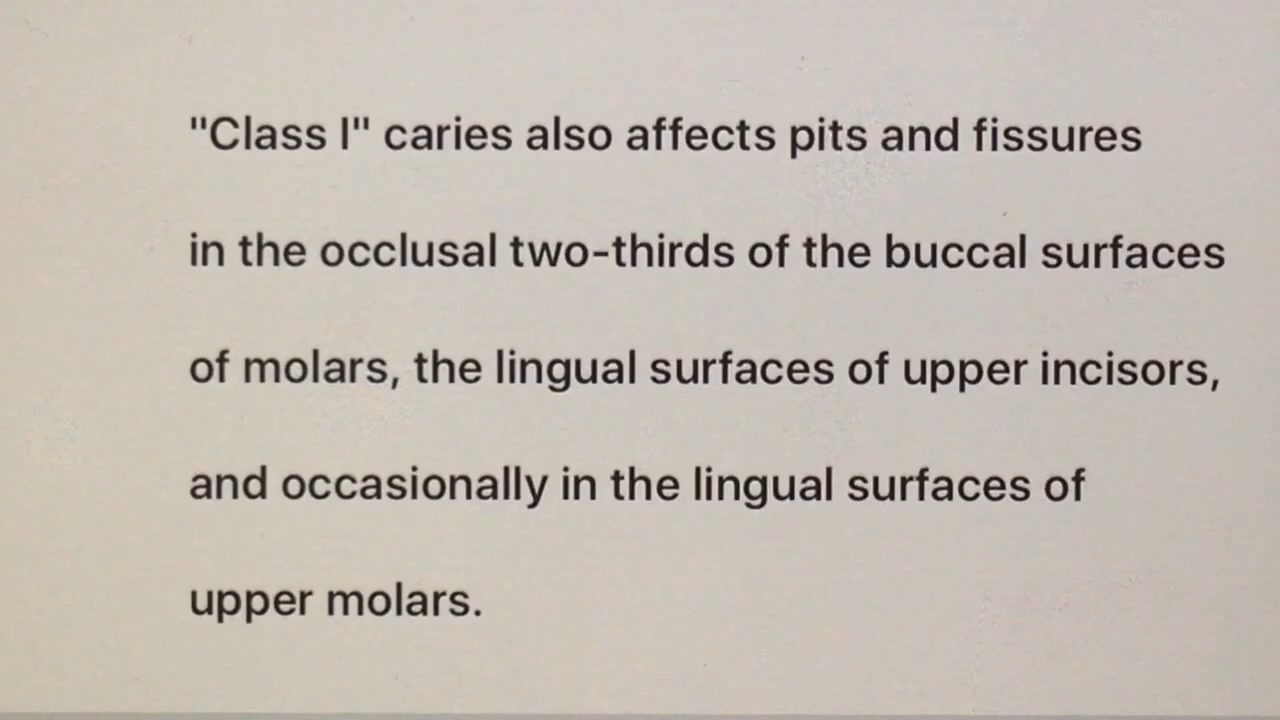 "Class I" caries also affects pits and fissures
in the occlusal two-thirds of the buccal surfaces
of molars, the lingual surfaces of upper incisors,
and occasionally in the lingual surfaces of
upper molars.